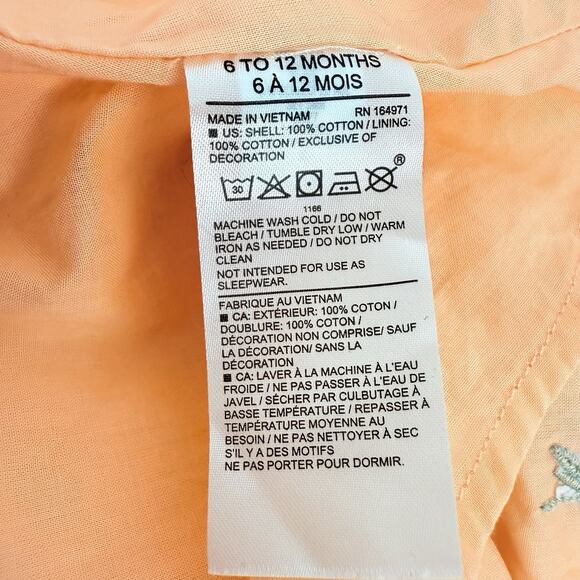 6 TO 12 MONTHS
6 À 12 MOIS
MADE IN VIETNAM RN 164971
US: SHELL: 100% COTTON / LINING:
100% COTTON / EXCLUSIVE OF
DECORATION
30
®
1166
MACHINE WASH COLD / DO NOT
BLEACH / TUMBLE DRY LOW / WARM
IRON AS NEEDED / DO NOT DRY
CLEAN
NOT INTENDED FOR USE AS
SLEEPWEAR.
FABRIQUE AU VIETNAM
CA: EXTÉRIEUR: 100% COTON /
DOUBLURE: 100% COTON /
DÉCORATION NON COMPRISE/ SAUF
LA DÉCORATION/ SANS LA
DÉCORATION
CA: LAVER À LA MACHINE À L'EAU
FROIDE / NE PAS PASSER À L'EAU DE
JAVEL / SÉCHER PAR CULBUTAGE À
BASSE TEMPÉRATURE / REPASSER À
TEMPÉRATURE MOYENNE AU
BESOIN / NE PAS NETTOYER À SEC
S'IL Y A DES MOTIFS
NE PAS PORTER POUR DORMIR.